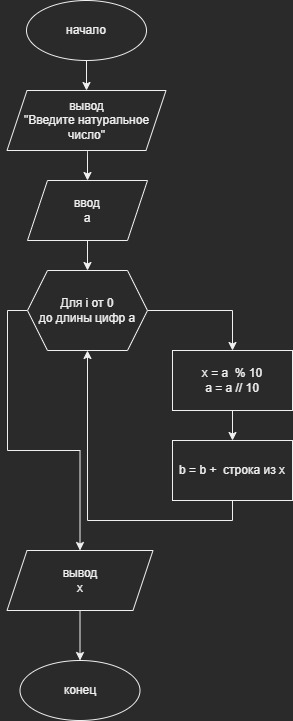 начало
вывод
"Введите натуральное
число"
ввод
a
Для i от 0
до длины цифр a
x = a % 10
a = a // 10
b = b + строка из x
вывод
x
конец